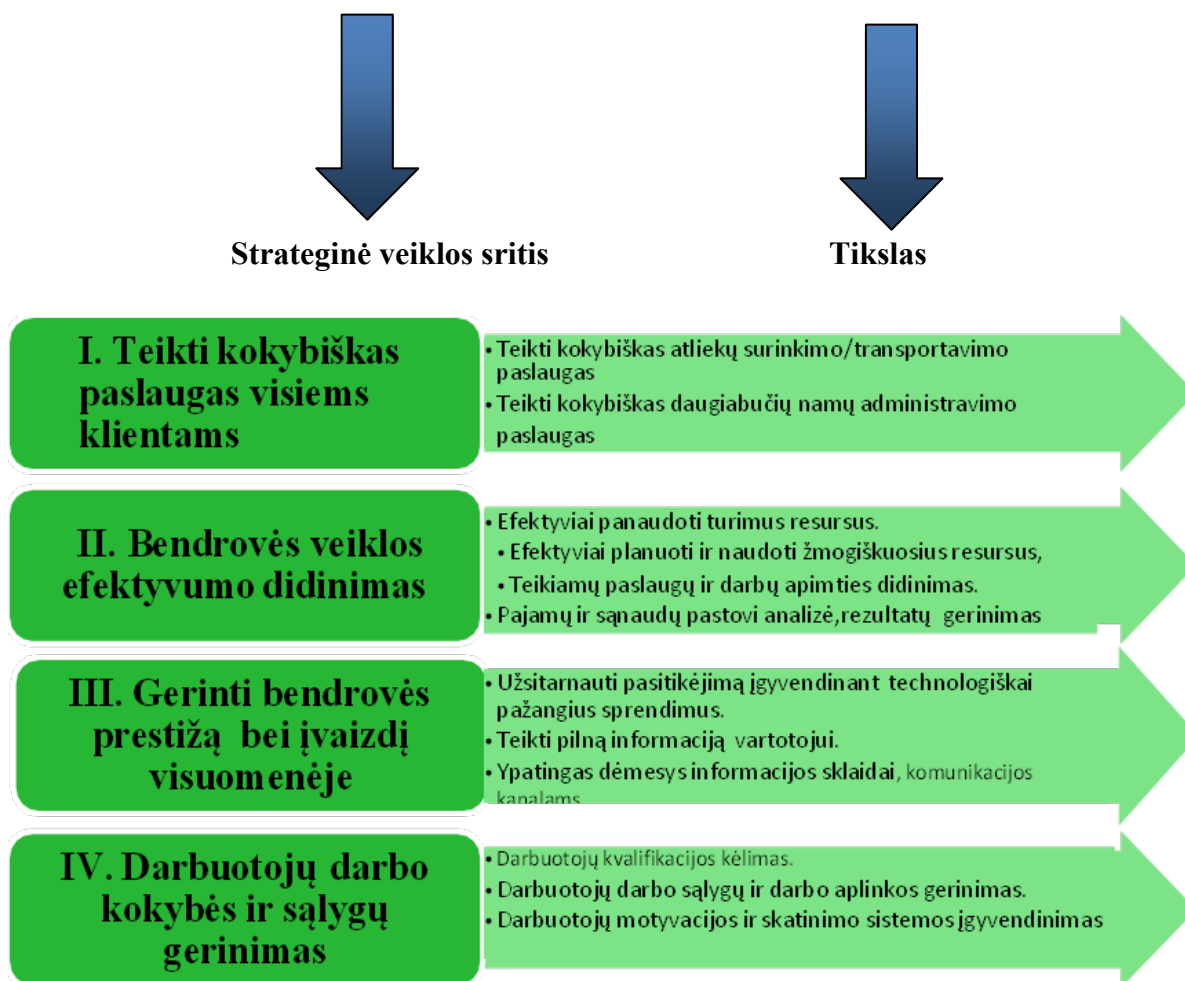 Strateginė veiklos sritis
Tikslas
I. Teikti kokybiškas
paslaugas visiems
klientams
• Teikti kokybiškas atliekų surinkimo/transportavimo
paslaugas
• Teikti kokybiškas daugiabučių namų administravimo
paslaugas
II. Bendrovės veiklos
efektyvumo didinimas
• Efektyviai panaudoti turimus resursus.
• Efektyviai planuoti ir naudoti žmogiškuosius resursus,
• Teikiamų paslaugų ir darbų apimties didinimas.
• Pajamų ir sąnaudų pastovi analizė,rezultatų gerinimas
III. Gerinti bendrovės
prestižą bei įvaizdį
visuomenėje
• Užsitarnauti pasitikėjimą įgyvendinant technologiškai
pažangius sprendimus.
• Teikti pilną informaciją vartotojui.
• Ypatingas dėmesys informacijos sklaidai, komunikacijos
kanalams
IV. Darbuotojų darbo
kokybės ir sąlygų
gerinimas
• Darbuotojų kvalifikacijos kėlimas.
• Darbuotojų darbo sąlygų ir darbo aplinkos gerinimas.
• Darbuotojų motyvacijos ir skatinimo sistemos įgyvendinimas